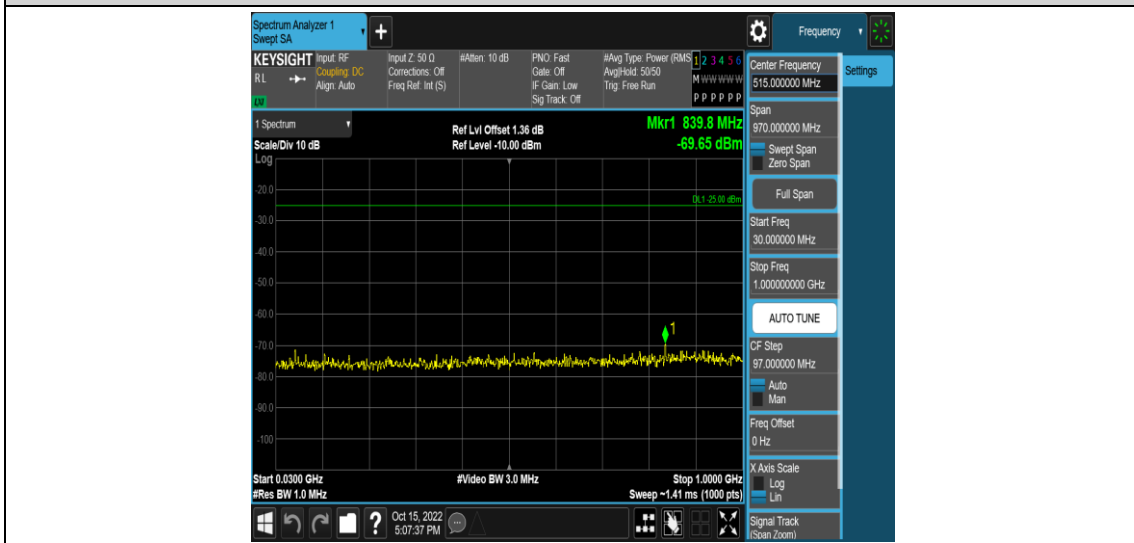 Spectrum Analyzer 1
Swept SA
+
Frequency
KEYSIGHT
RL
Input: RF
Coupling: DC
Align: Auto
Input Z: 50 Ω
Corrections: Off
Freq Ref: Int (S)
#Atten: 10 dB
PNO: Fast
Gate: Off
IF Gain: Low
Sig Track: Off
#Avg Type: Power (RMS
Avg|Hold: 50/50
Trig: Free Run
1 2 3 4 5 6
M W W W W W
P P P P P P
1 Spectrum
Scale/Div 10 dB
Log
Ref Lvl Offset 1.36 dB
Ref Level -10.00 dBm
Mkr1 839.8 MHz
-69.65 dBm
-20.0
DL1 -25.00 dBm
-30.0
-40.0
-50.0
-60.0
1
-70.0
-80.0
-90.0
-100
Start 0.0300 GHz
#Res BW 1.0 MHz
#Video BW 3.0 MHz
Stop 1.0000 GHz
Sweep ~1.41 ms (1000 pts)
?
Oct 15, 2022
5:07:37 PM
Center Frequency
515.000000 MHz
Settings
Span
970.000000 MHz
Swept Span
Zero Span
Full Span
Start Freq
30.000000 MHz
Stop Freq
1.000000000 GHz
AUTO TUNE
CF Step
97.000000 MHz
Auto
Man
Freq Offset
0 Hz
X Axis Scale
Log
Lin
Signal Track
(Span Zoom)